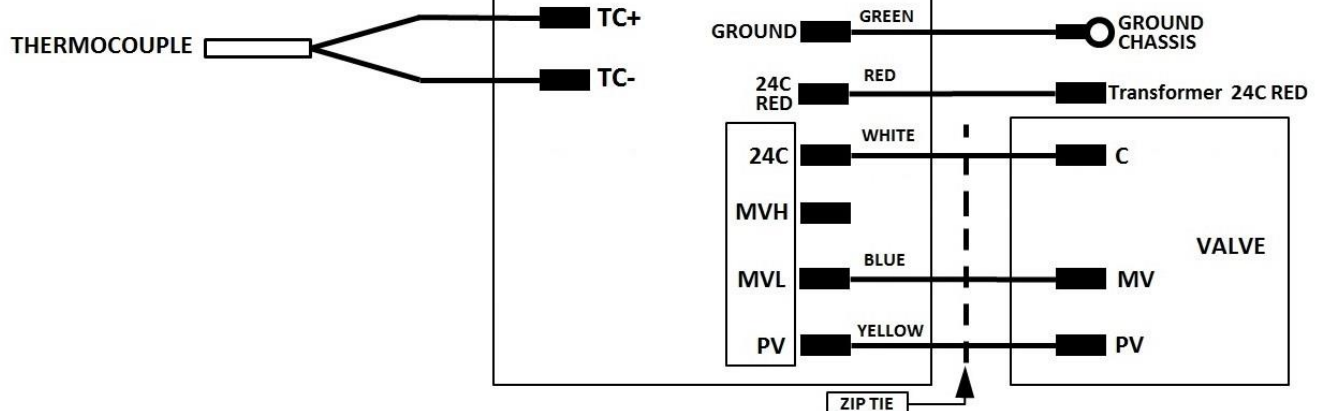 THERMOCOUPLE
TC+
TC-
GROUND
GREEN
GROUND
CHASSIS
24C
RED
RED
Transformer 24C RED
24C
WHITE
C
MVH
VALVE
MVL
BLUE
MV
PV
YELLOW
PV
ZIP TIE